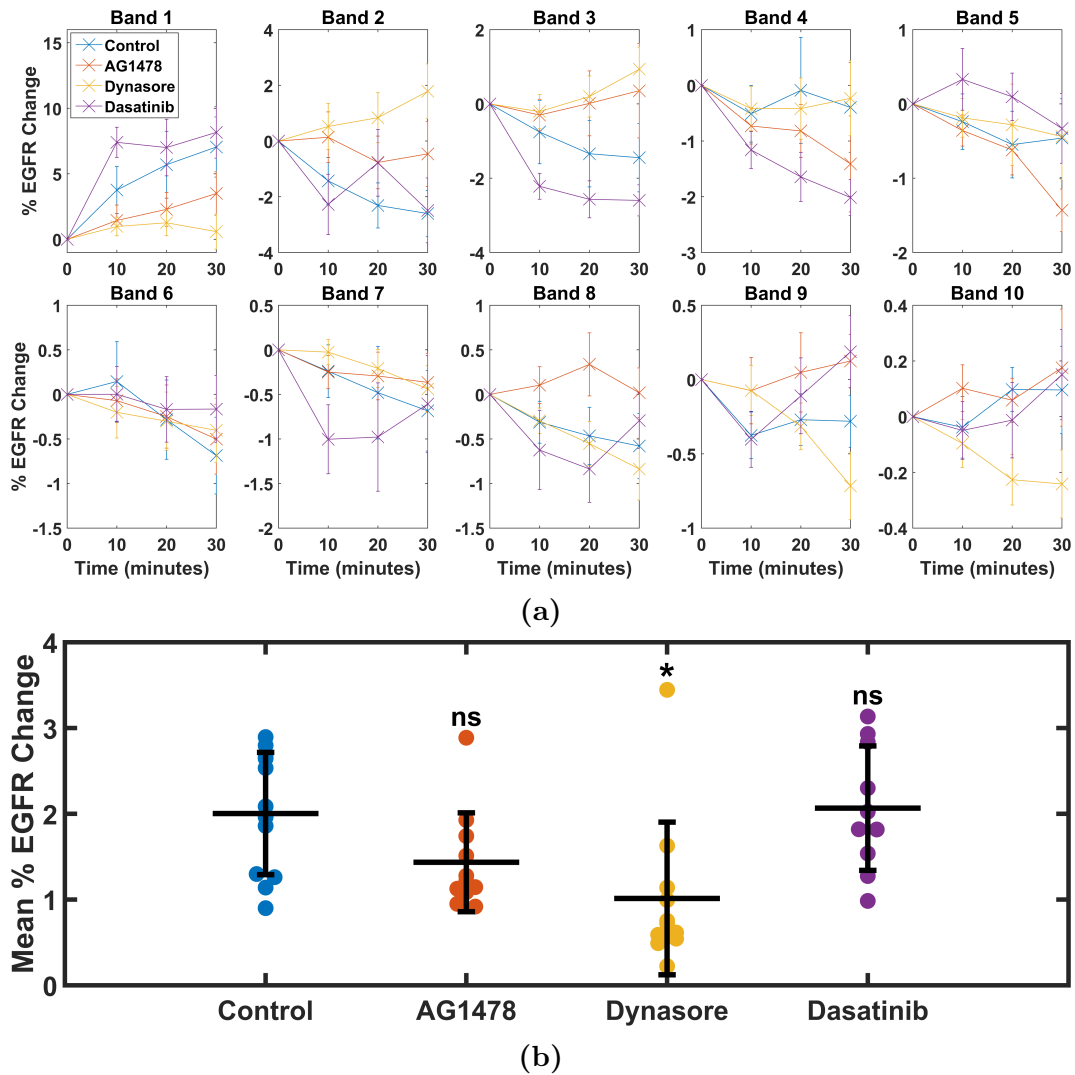 Band 1 Band 2 Band 3 Band 4 Band 5
% EGFR Change
15
10
5
0
Control
AG1478
Dynasore
Dasatinib
0 10 20 30
4
2
0
-2
-4
0 10 20 30
2
0
-2
-4
0 10 20 30
1
0
-1
-2
-3
0 10 20 30
1
0
-1
-2
0 10 20 30
Band 6 Band 7 Band 8 Band 9 Band 10
% EGFR Change
1
0.5
0
-0.5
-1
-1.5
0 10 20 30
0.5
0
-0.5
-1
-1.5
-2
0 10 20 30
1
0.5
0
-0.5
-1
-1.5
0 10 20 30
0.5
0
-0.5
-1
0 10 20 30
0.4
0.2
0
-0.2
-0.4
0 10 20 30
Time (minutes) Time (minutes) Time (minutes) Time (minutes) Time (minutes)
(a)
Mean % EGFR Change
4
3
2
1
0
ns * ns
Control AG1478 Dynasore Dasatinib
(b)